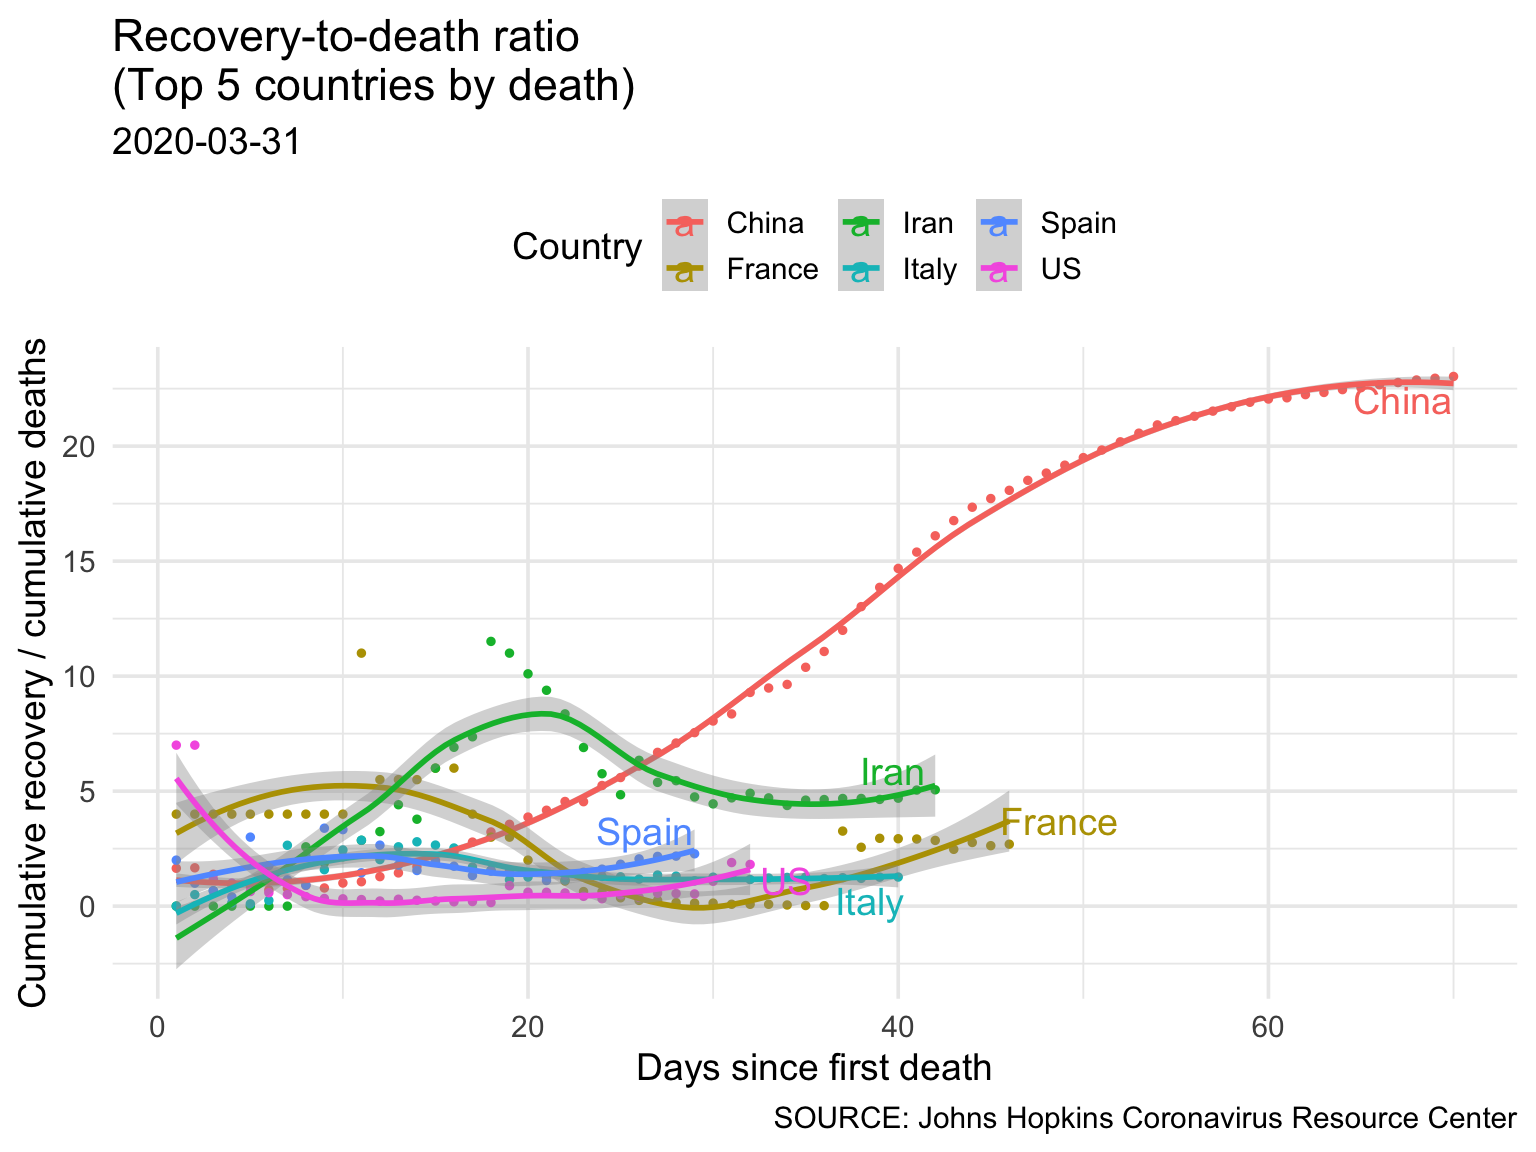 Recovery-to-death ratio
(Top 5 countries by death)
2020-03-31
Country
a China
a Iran
a Spain
a France
a Italy
a US
Cumulative recovery / cumulative deaths
20
15
10
5
0
China
Iran
France
Spain
US
Italy
0 20 40 60
Days since first death
SOURCE: Johns Hopkins Coronavirus Resource Center